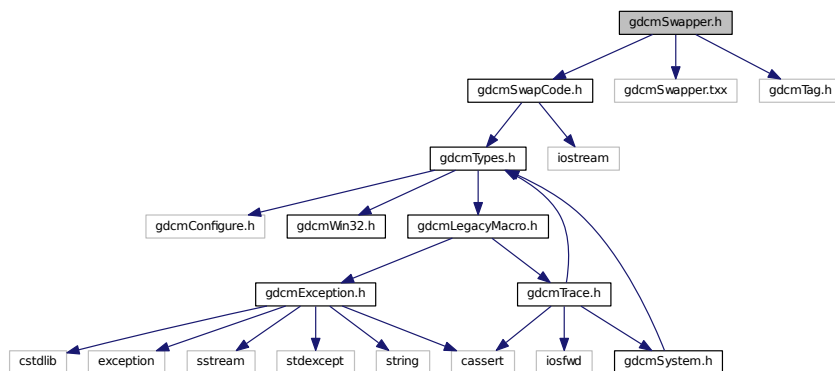 gdcmSwapper.h
gdcmSwapCode.h
gdcmSwapper.txx
gdcmTag.h
gdcmTypes.h
iostream
gdcmConfigure.h
gdcmWin32.h
gdcmLegacyMacro.h
gdcmException.h
gdcmTrace.h
cstdlib
exception
sstream
stdexcept
string
cassert
iosfwd
gdcmSystem.h